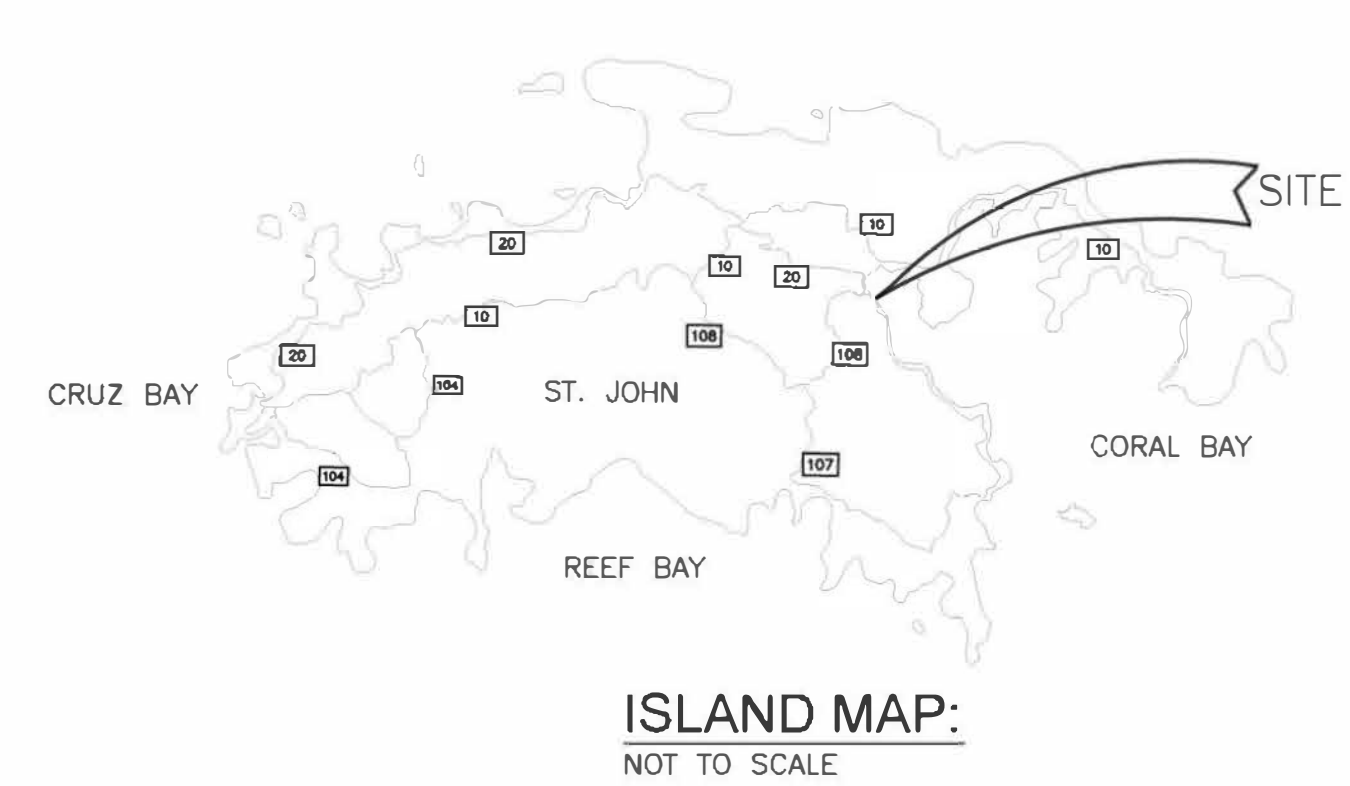 SITE
10
20
10
10
20
10
108
20
108
104
CRUZ BAY
ST. JOHN
CORAL BAY
107
104
REEF BAY
ISLAND MAP:
NOT TO SCALE